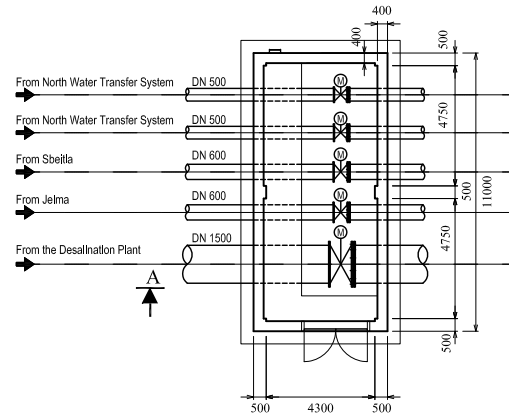 400
400
500
From North Water Transfer System
DN 500
M
4750
From North Water Transfer System
DN 500
M
From Sbeitla
DN 600
M
500
11000
From Jelma
DN 600
M
4750
From the Desalination Plant
DN 1500
M
A
500
500
4300
500